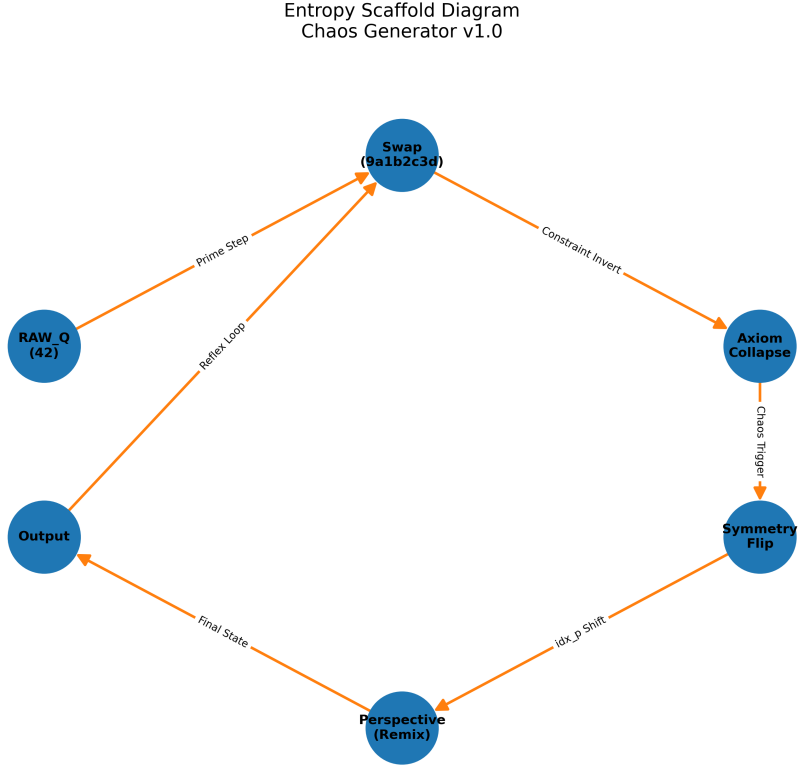 Entropy Scaffold Diagram
Chaos Generator v1.0
Swap
(9a1b2c3d)
Prime Step
Constraint Invert
RAW_Q
(42)
Reflex Loop
Axiom
Collapse
Chaos Trigger
Output
Symmetry
Flip
Final State
idx_p Shift
Perspective
(Remix)